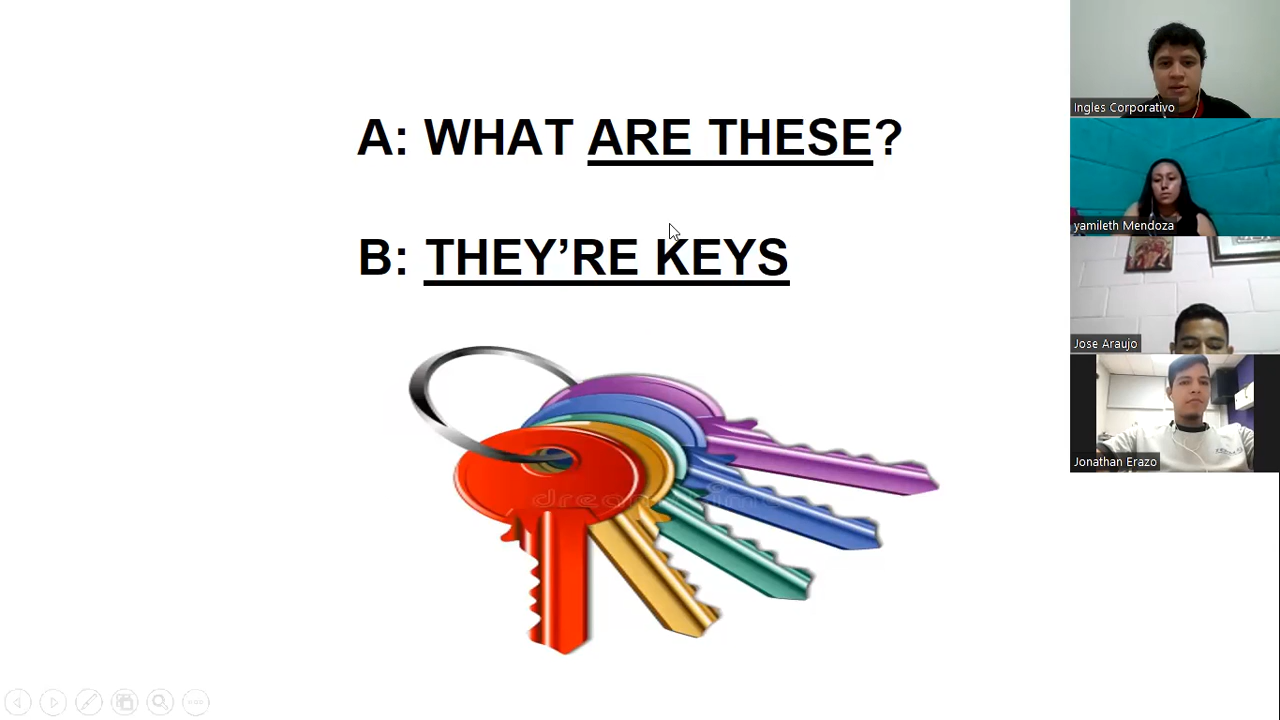 A: WHAT ARE THESE?
B: THEY’RE KEYS
Ingles Corporativo
yamileth Mendoza
Jose Araujo
Jonathan Erazo